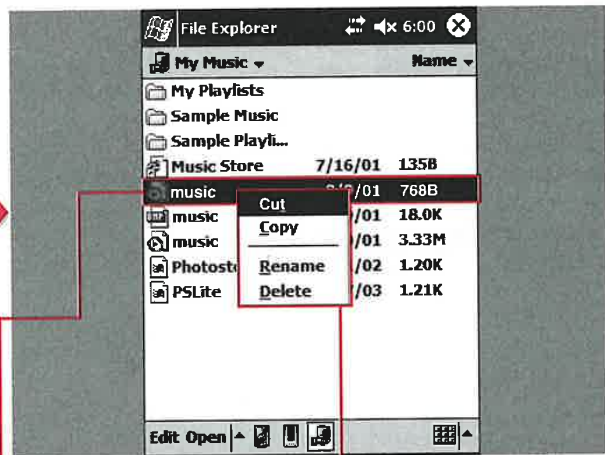 File Explorer 6:00
My Music Name
My Playlists
Sample Music
Sample Playli...
Music Store 7/16/01 135B
music /01 768B
Cut
music /01 18.0K
Copy
music /01 3.33M
Photosto /02 1.20K
Rename
PSLite /03 1.21K
Delete
Edit Open